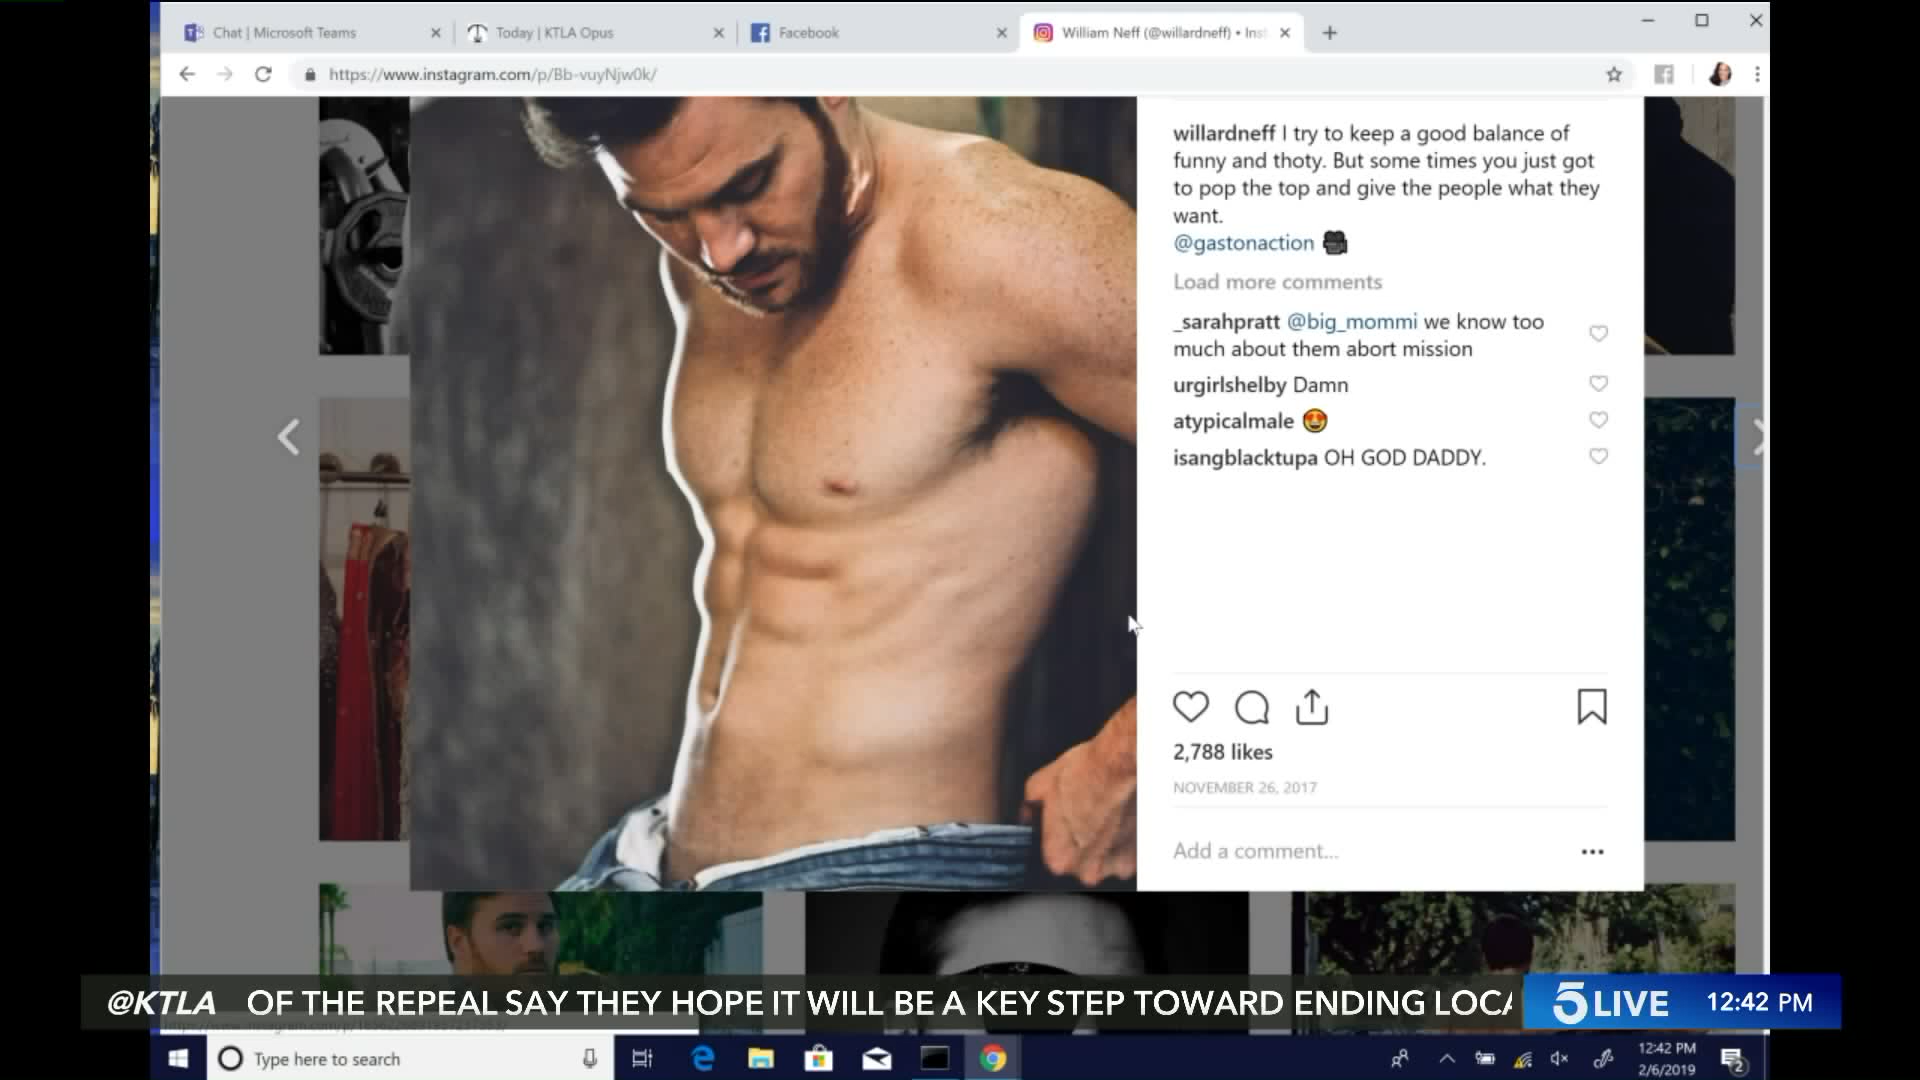 Chat | Microsoft Teams
Today | KTLA Opus
Facebook
William Neff (@willardneff) • Inst
https://www.instagram.com/p/Bb-vuyNjw0k/
willardneff I try to keep a good balance of
funny and thoty. But some times you just got
to pop the top and give the people what they
want.
@gastonaction
Load more comments
_sarahpratt @big_mommi we know too
much about them abort mission
urgirlshelby Damn
atypicalmale
isangblacktupa OH GOD DADDY.
2,788 likes
NOVEMBER 26, 2017
Add a comment...
@KTLA OF THE REPEAL SAY THEY HOPE IT WILL BE A KEY STEP TOWARD ENDING LOCA
5 LIVE 12:42 PM
Type here to search
12:42 PM
2/6/2019
2